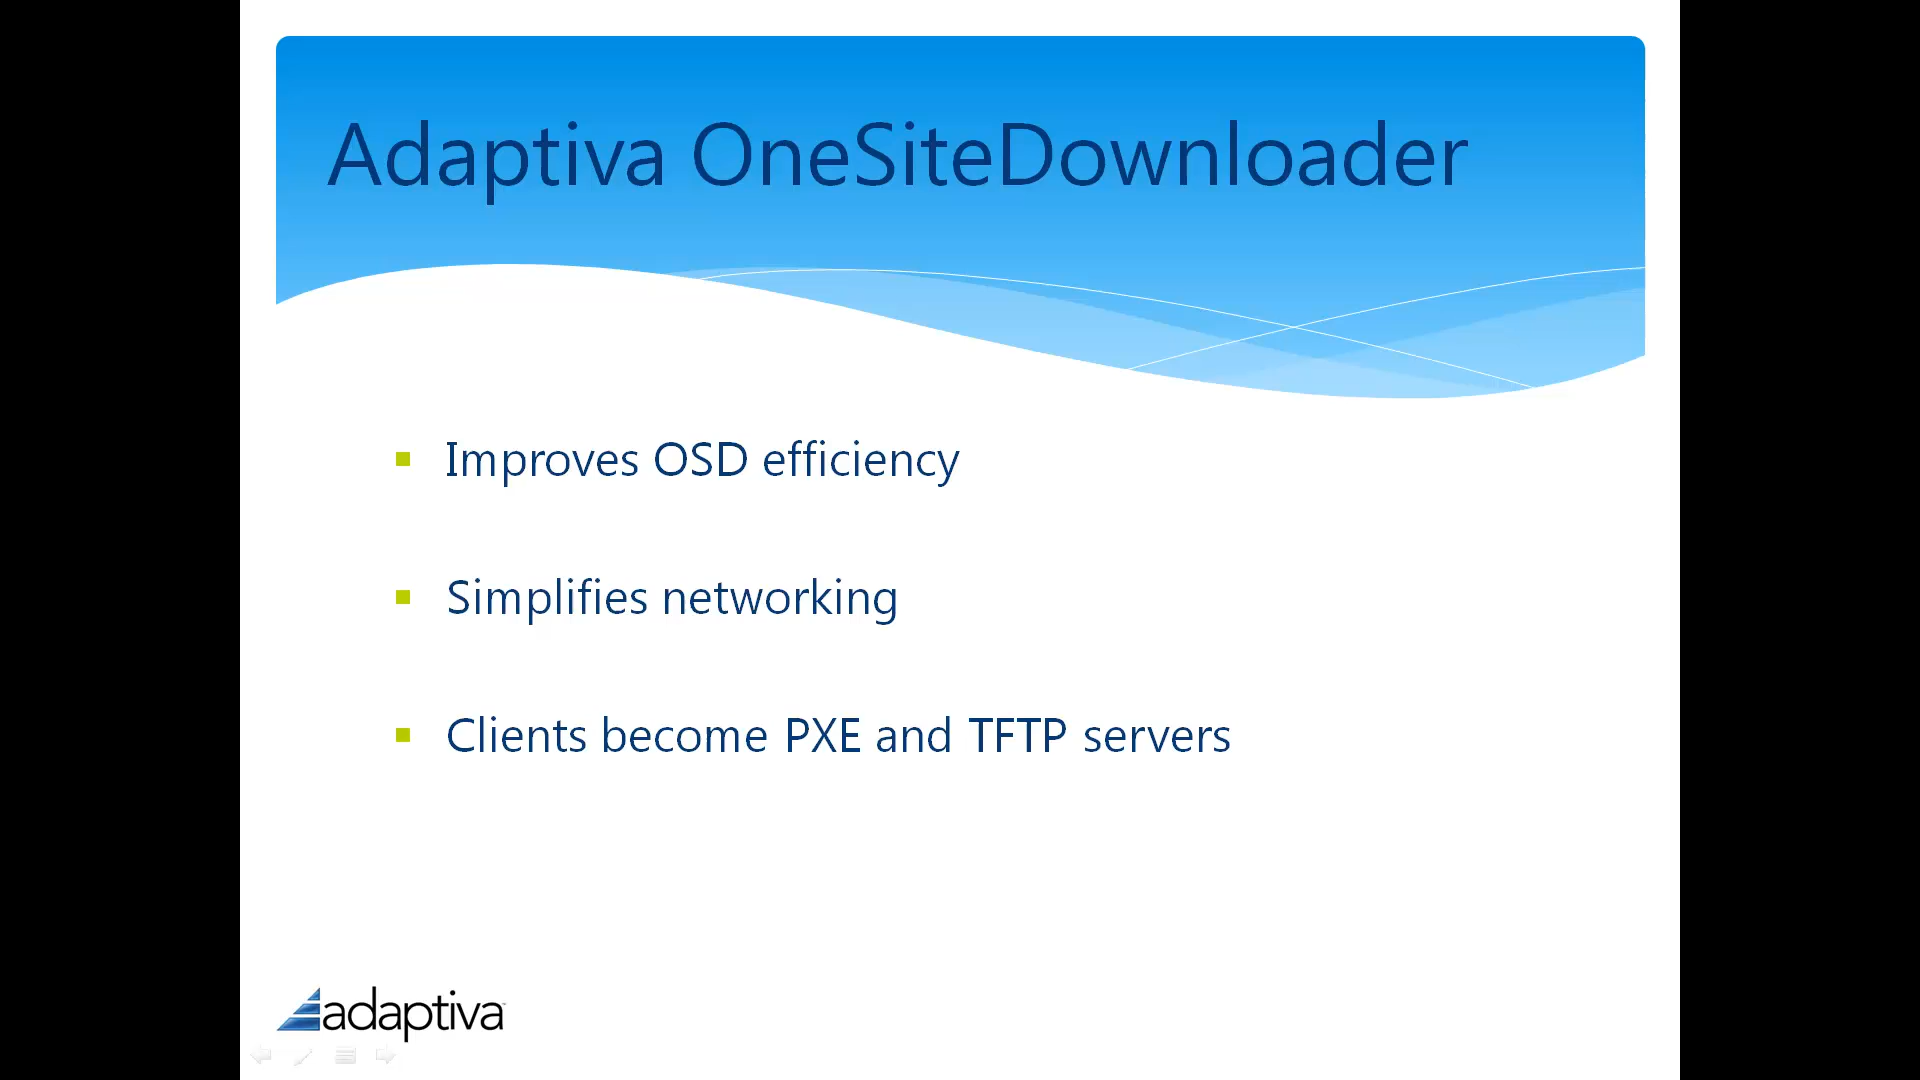 Adaptiva OneSiteDownloader
Improves OSD efficiency
Simplifies networking
Clients become PXE and TFTP servers
adaptiva